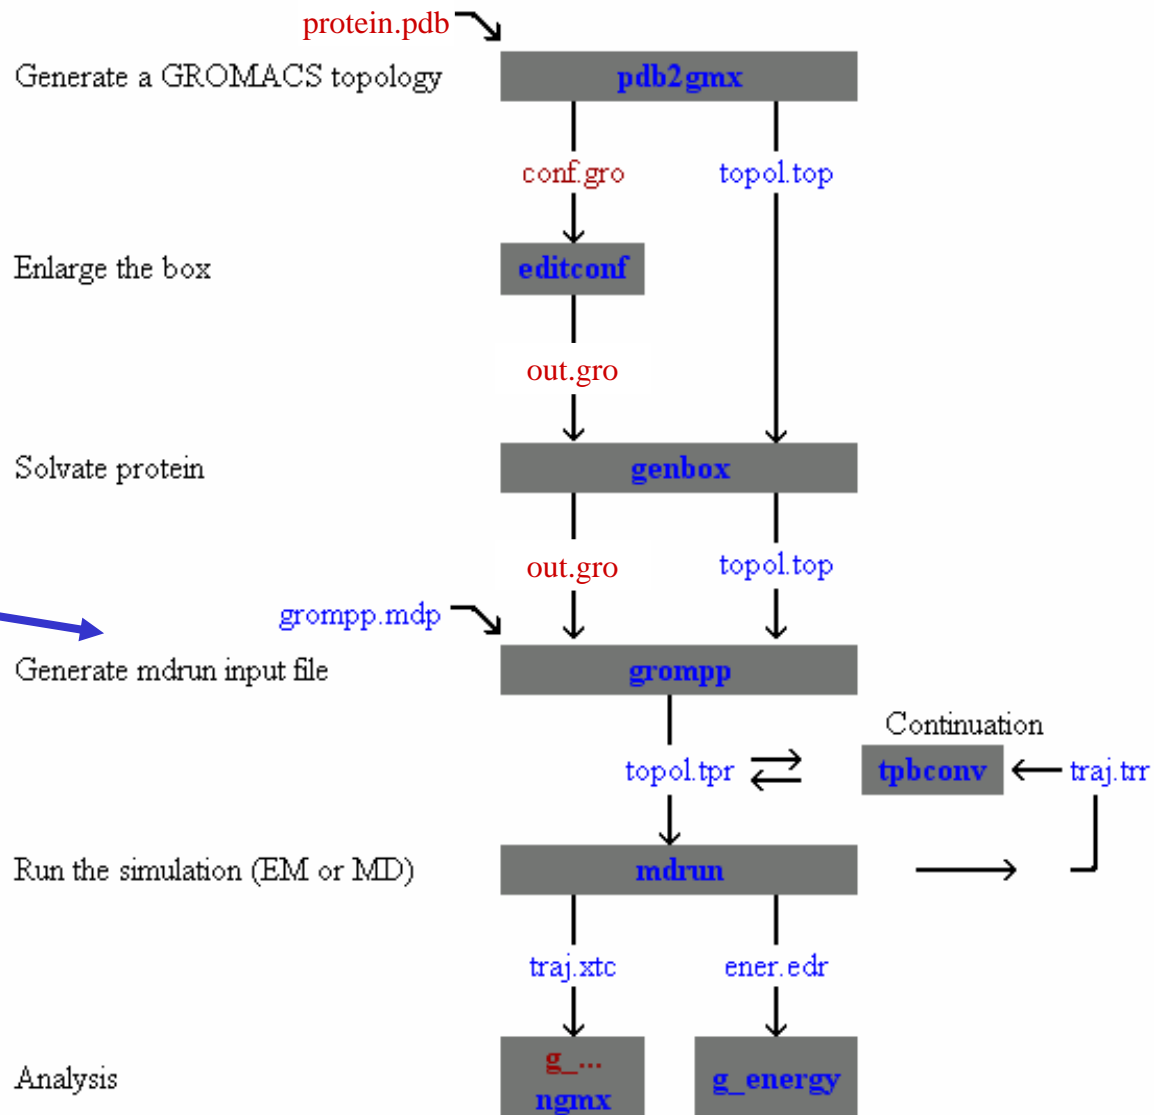 protein.pdb
Generate a GROMACS topology
pdb2gmx
conf.gro
topol.top
Enlarge the box
editconf
out.gro
Solvate protein
genbox
out.gro
topol.top
grompp.mdp
Generate mdrun input file
grompp
Continuation
topol.tpr
tpbconv
traj.trr
Run the simulation (EM or MD)
mdrun
traj.xtc
ener.edr
Analysis
g_...
ngmx
g_energy